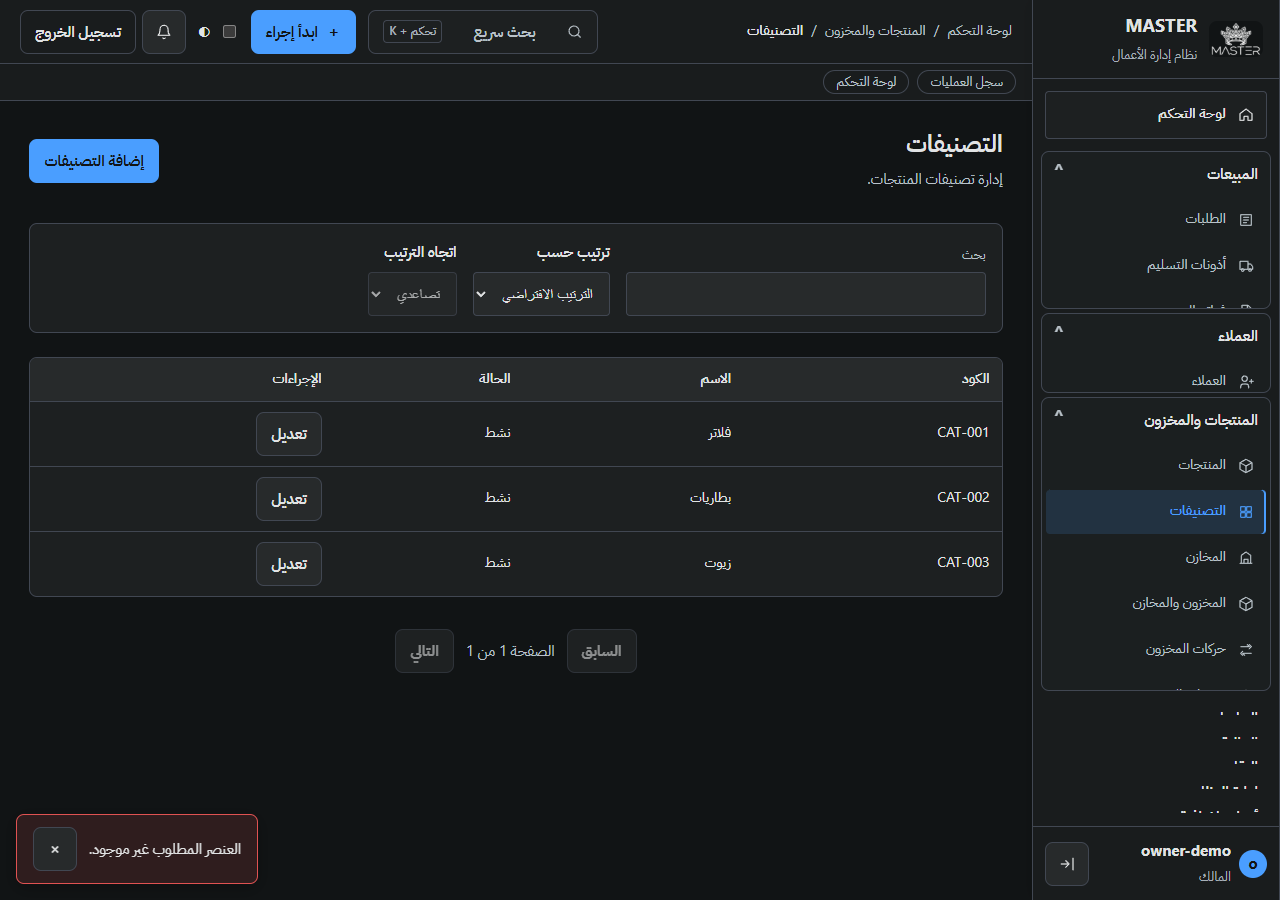 MASTER
نظام إدارة الأعمال
MASTER
لوحة التحكم
المبيعات
^
الطلبات
أذونات التسليم
العملاء
^
العملاء
المنتجات والمخزون
^
المنتجات
التصنيفات
المخازن
المخزون والمخازن
حركات المخزون
owner-demo
المالك
o
لوحة التحكم / المنتجات والمخزون / التصنيفات
بحث سريع
تحكم + K
+ ابدأ إجراء
تسجيل الخروج
سجل العمليات
لوحة التحكم
التصنيفات
إدارة تصنيفات المنتجات.
إضافة التصنيفات
بحث
ترتيب حسب
اتجاه الترتيب
الترتيب الافتراضي
تصاعدي
الكود الاسم الحالة الإجراءات
CAT-001 فلاتر نشط تعديل
CAT-002 بطاريات نشط تعديل
CAT-003 زيوت نشط تعديل
السابق
الصفحة 1 من 1
التالي
العنصر المطلوب غير موجود.
×